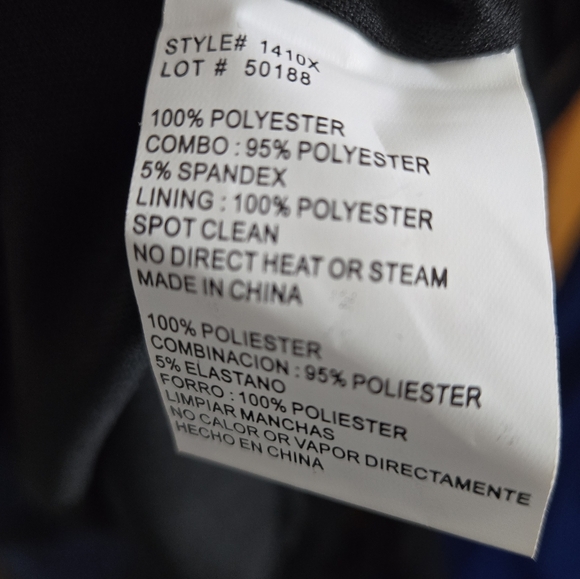 STYLE# 1410X
LOT # 50188
100% POLYESTER
COMBO : 95% POLYESTER
5% SPANDEX
LINING : 100% POLYESTER
SPOT CLEAN
NO DIRECT HEAT OR STEAM
MADE IN CHINA
100% POLIESTER
COMBINACION : 95% POLIESTER
5% ELASTANO
FORRO : 100% POLIESTER
LIMPIAR MANCHAS
NO CALOR OR VAPOR DIRECTAMENTE
HECHO EN CHINA